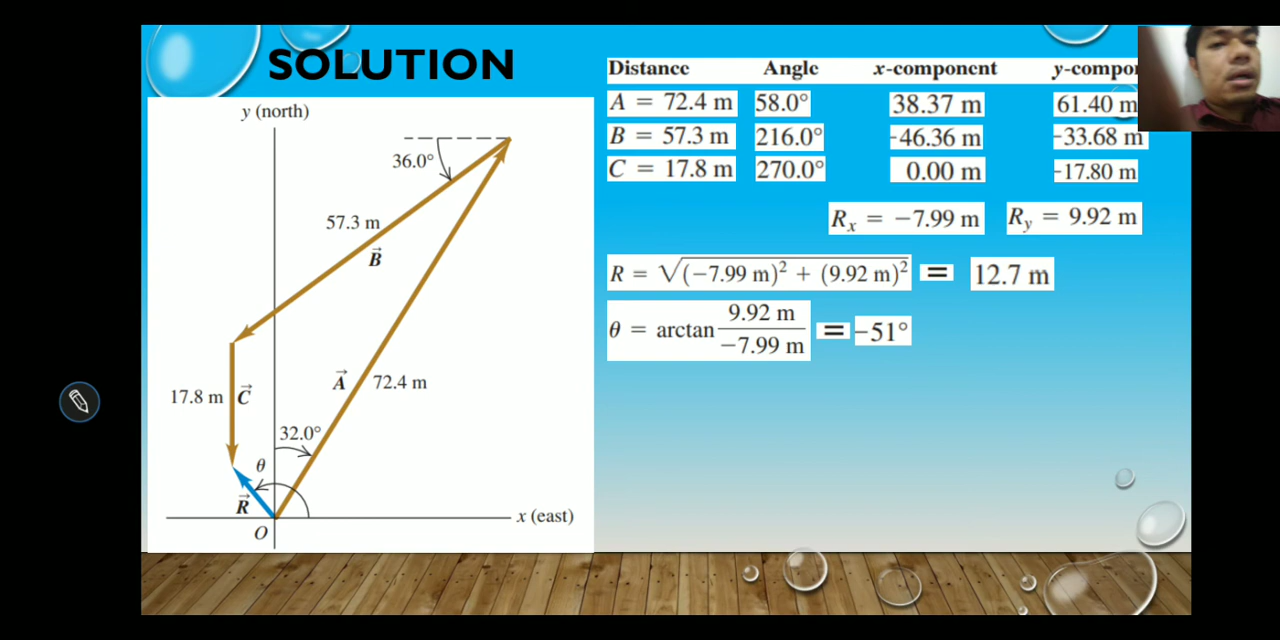 SOLUTION
y (north)
36.0°
57.3 m
B
17.8 m C
A 72.4 m
32.0°
θ
R
x (east)
O
Distance Angle x-component y-compo
A = 72.4 m 58.0° 38.37 m 61.40 m
B = 57.3 m 216.0° -46.36 m -33.68 m
C = 17.8 m 270.0° 0.00 m -17.80 m
Rx = −7.99 m Ry = 9.92 m
R = √(−7.99 m)² + (9.92 m)² = 12.7 m
θ = arctan 9.92 m / −7.99 m = −51°